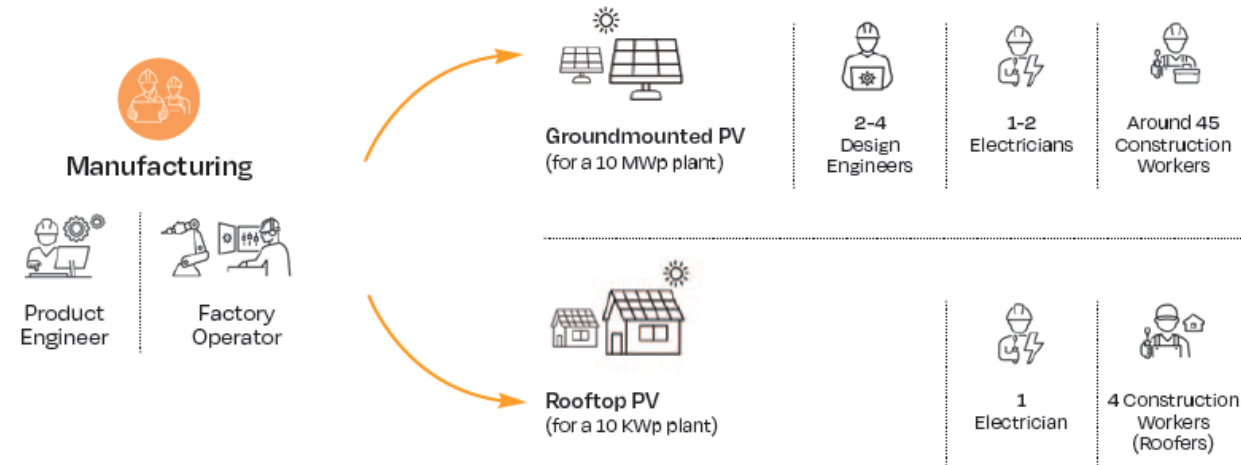 Manufacturing
Product
Engineer
Factory
Operator
Groundmounted PV
(for a 10 MWp plant)
2-4
Design
Engineers
1-2
Electricians
Around 45
Construction
Workers
Rooftop PV
(for a 10 KWp plant)
1
Electrician
4 Construction
Workers
(Roofers)